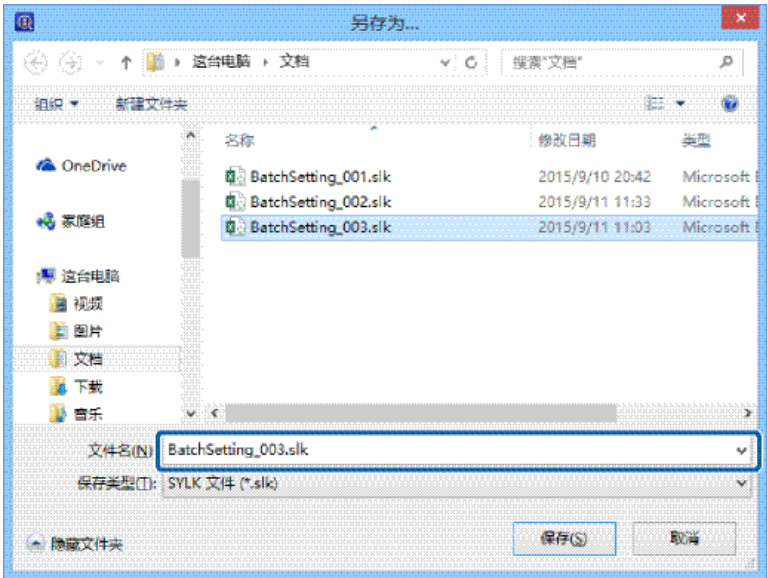 另存为...
这台电脑 文档
搜索"文档"
组织 新建文件夹
名称 修改日期 类型
OneDrive
家庭组
这台电脑
视频
图片
文档
下载
音乐
BatchSetting_001.slk 2015/9/10 20:42 Microsoft
BatchSetting_002.slk 2015/9/11 11:33 Microsoft
BatchSetting_003.slk 2015/9/11 11:03 Microsoft
文件名(N) BatchSetting_003.slk
保存类型(T): SYLK 文件 (*.slk)
隐藏文件夹
保存(S) 取消